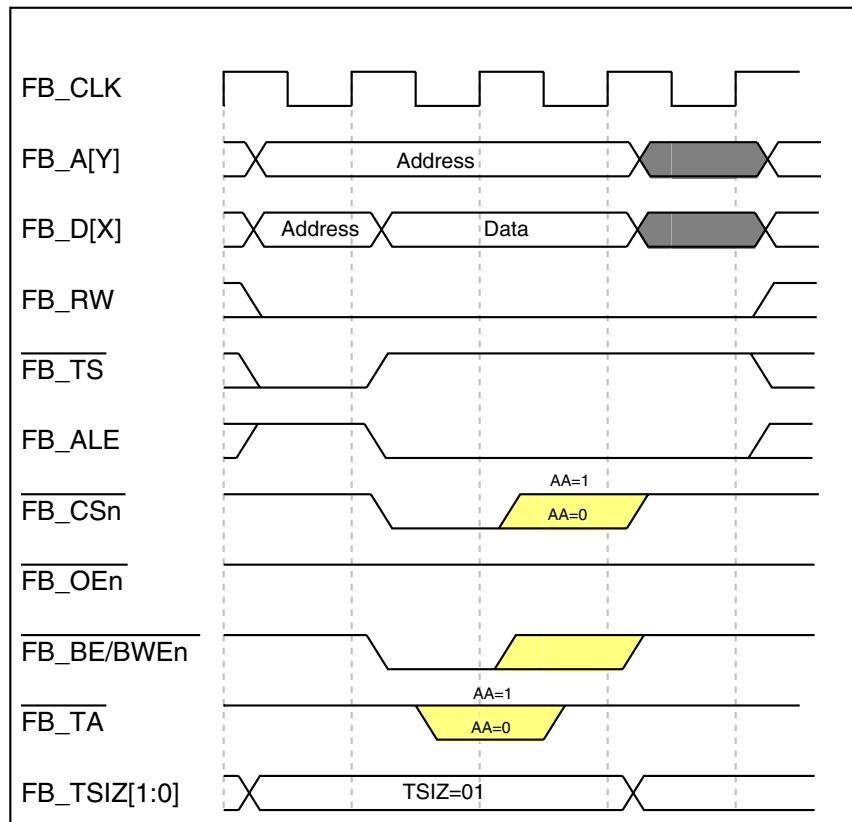 FB_CLK
FB_A[Y]
Address
FB_D[X]
Address
Data
FB_RW
FB_TS
FB_ALE
AA=1
FB_CSn
AA=0
FB_OEn
FB_BE/BWEn
AA=1
FB_TA
AA=0
FB_TSIZ[1:0]
TSIZ=01